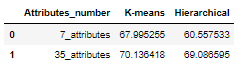 Attributes_number K-means Hierarchical
0 7_attributes 67.995255 60.557533
1 35_attributes 70.136418 69.086595